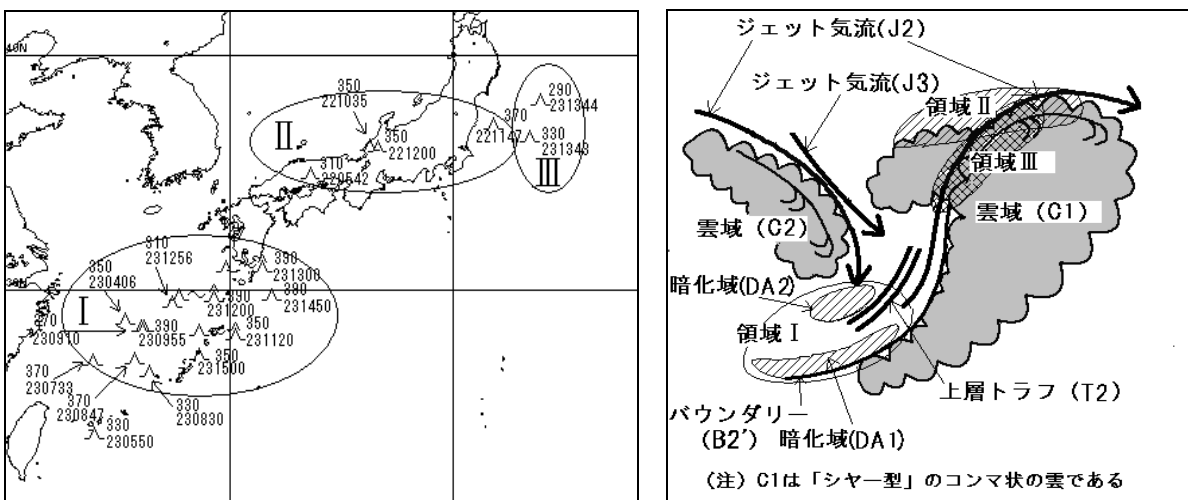 40N
350
221035
290
231344
370
221147
330
231343
350
221200
310
220542
Ⅱ
Ⅲ
310
231256
350
230406
390
231300
30N
380
231450
390
231200
Ⅰ
370
230910
390
230955
350
231120
350
231500
370
230733
370
230847
330
230830
330
230550
ジェット気流(J2)
ジェット気流(J3)
領域Ⅱ
領域Ⅲ
雲域(C2)
雲域(C1)
暗化域(DA2)
領域Ⅰ
上層トラフ(T2)
バウンダリー
(B2') 暗化域(DA1)
(注) C1は「シヤー型」のコンマ状の雲である